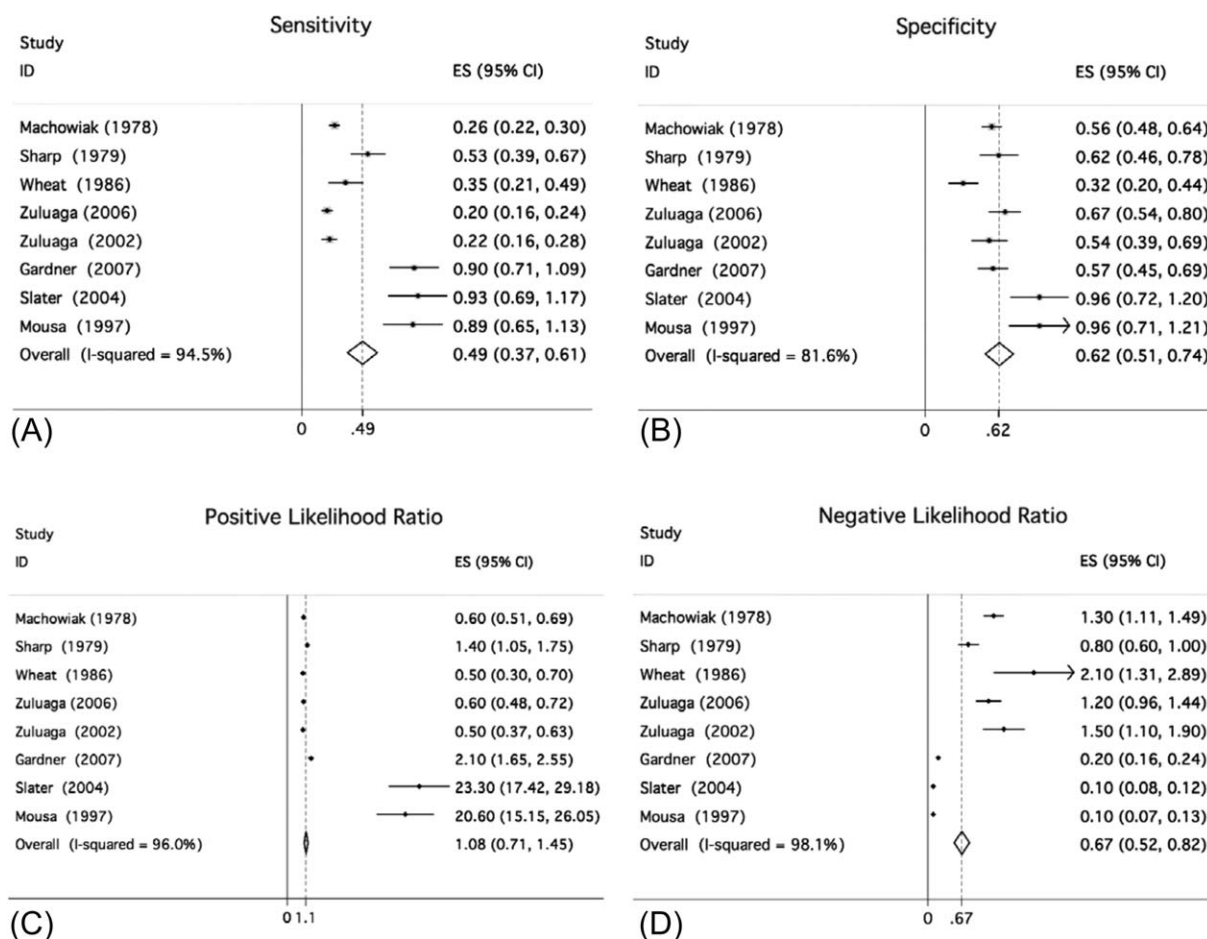 Sensitivity
Study
ID ES (95% CI)
Machowiak (1978) 0.26 (0.22, 0.30)
Sharp (1979) 0.53 (0.39, 0.67)
Wheat (1986) 0.35 (0.21, 0.49)
Zuluaga (2006) 0.20 (0.16, 0.24)
Zuluaga (2002) 0.22 (0.16, 0.28)
Gardner (2007) 0.90 (0.71, 1.09)
Slater (2004) 0.93 (0.69, 1.17)
Mousa (1997) 0.89 (0.65, 1.13)
Overall (I-squared = 94.5%) 0.49 (0.37, 0.61)
0 .49
(A)
Specificity
Study
ID ES (95% CI)
Machowiak (1978) 0.56 (0.48, 0.64)
Sharp (1979) 0.62 (0.46, 0.78)
Wheat (1986) 0.32 (0.20, 0.44)
Zuluaga (2006) 0.67 (0.54, 0.80)
Zuluaga (2002) 0.54 (0.39, 0.69)
Gardner (2007) 0.57 (0.45, 0.69)
Slater (2004) 0.96 (0.72, 1.20)
Mousa (1997) 0.96 (0.71, 1.21)
Overall (I-squared = 81.6%) 0.62 (0.51, 0.74)
0 .62
(B)
Positive Likelihood Ratio
Study
ID ES (95% CI)
Machowiak (1978) 0.60 (0.51, 0.69)
Sharp (1979) 1.40 (1.05, 1.75)
Wheat (1986) 0.50 (0.30, 0.70)
Zuluaga (2006) 0.60 (0.48, 0.72)
Zuluaga (2002) 0.50 (0.37, 0.63)
Gardner (2007) 2.10 (1.65, 2.55)
Slater (2004) 23.30 (17.42, 29.18)
Mousa (1997) 20.60 (15.15, 26.05)
Overall (I-squared = 96.0%) 1.08 (0.71, 1.45)
0 1.1
(C)
Negative Likelihood Ratio
Study
ID ES (95% CI)
Machowiak (1978) 1.30 (1.11, 1.49)
Sharp (1979) 0.80 (0.60, 1.00)
Wheat (1986) 2.10 (1.31, 2.89)
Zuluaga (2006) 1.20 (0.96, 1.44)
Zuluaga (2002) 1.50 (1.10, 1.90)
Gardner (2007) 0.20 (0.16, 0.24)
Slater (2004) 0.10 (0.08, 0.12)
Mousa (1997) 0.10 (0.07, 0.13)
Overall (I-squared = 98.1%) 0.67 (0.52, 0.82)
0 .67
(D)